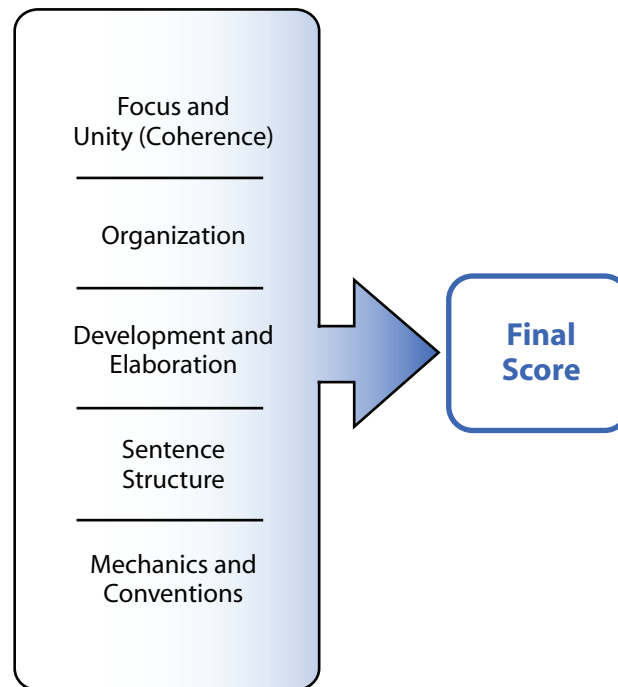 Focus and
Unity (Coherence)
Organization
Development and
Elaboration
Sentence
Structure
Mechanics and
Conventions
Final
Score